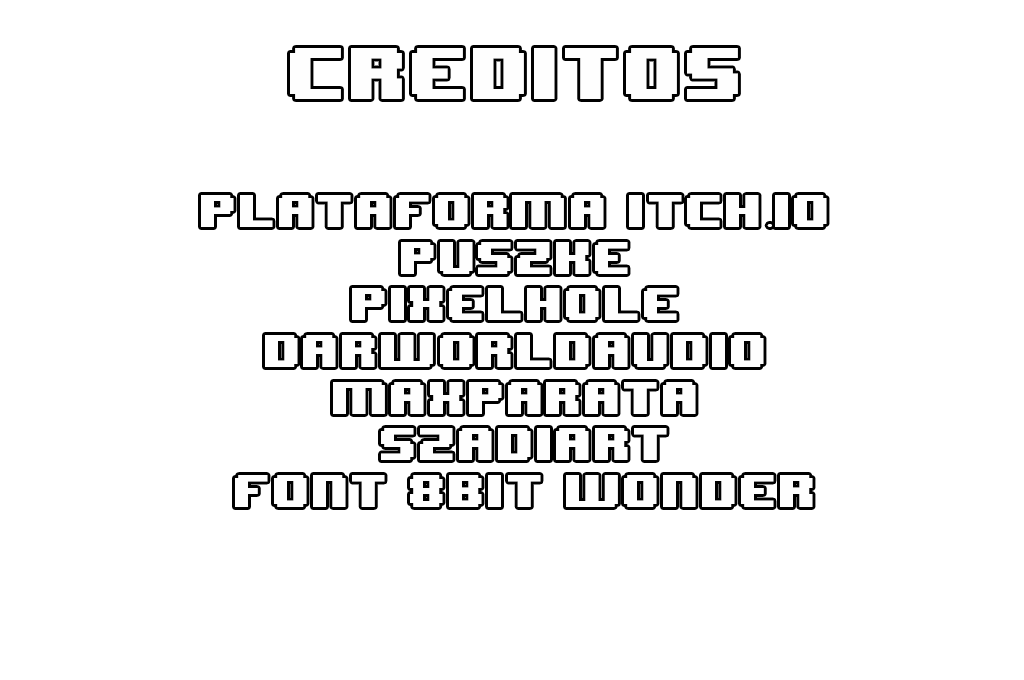 CREDITOS
PLATAFORMA ITCH.IO
PUSZKE
PIXELHOLE
DARWORLDAUDIO
MAXPARATA
SZADIART
FONT 8BIT WONDER